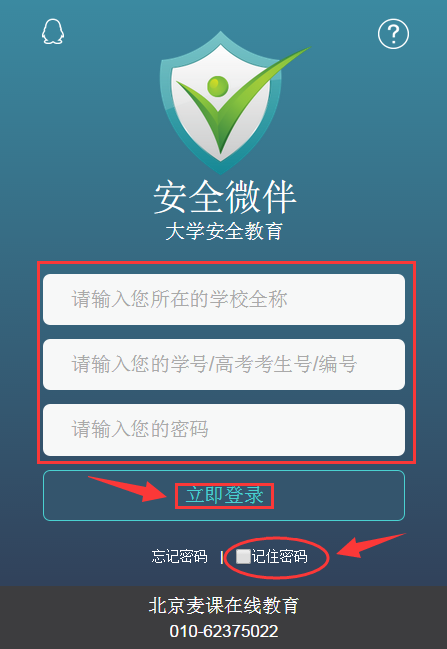 ?
安全微伴
大学安全教育
请输入您所在的学校全称
请输入您的学号/高考考生号/编号
请输入您的密码
立即登录
忘记密码 | 记住密码
北京麦课在线教育
010-62375022